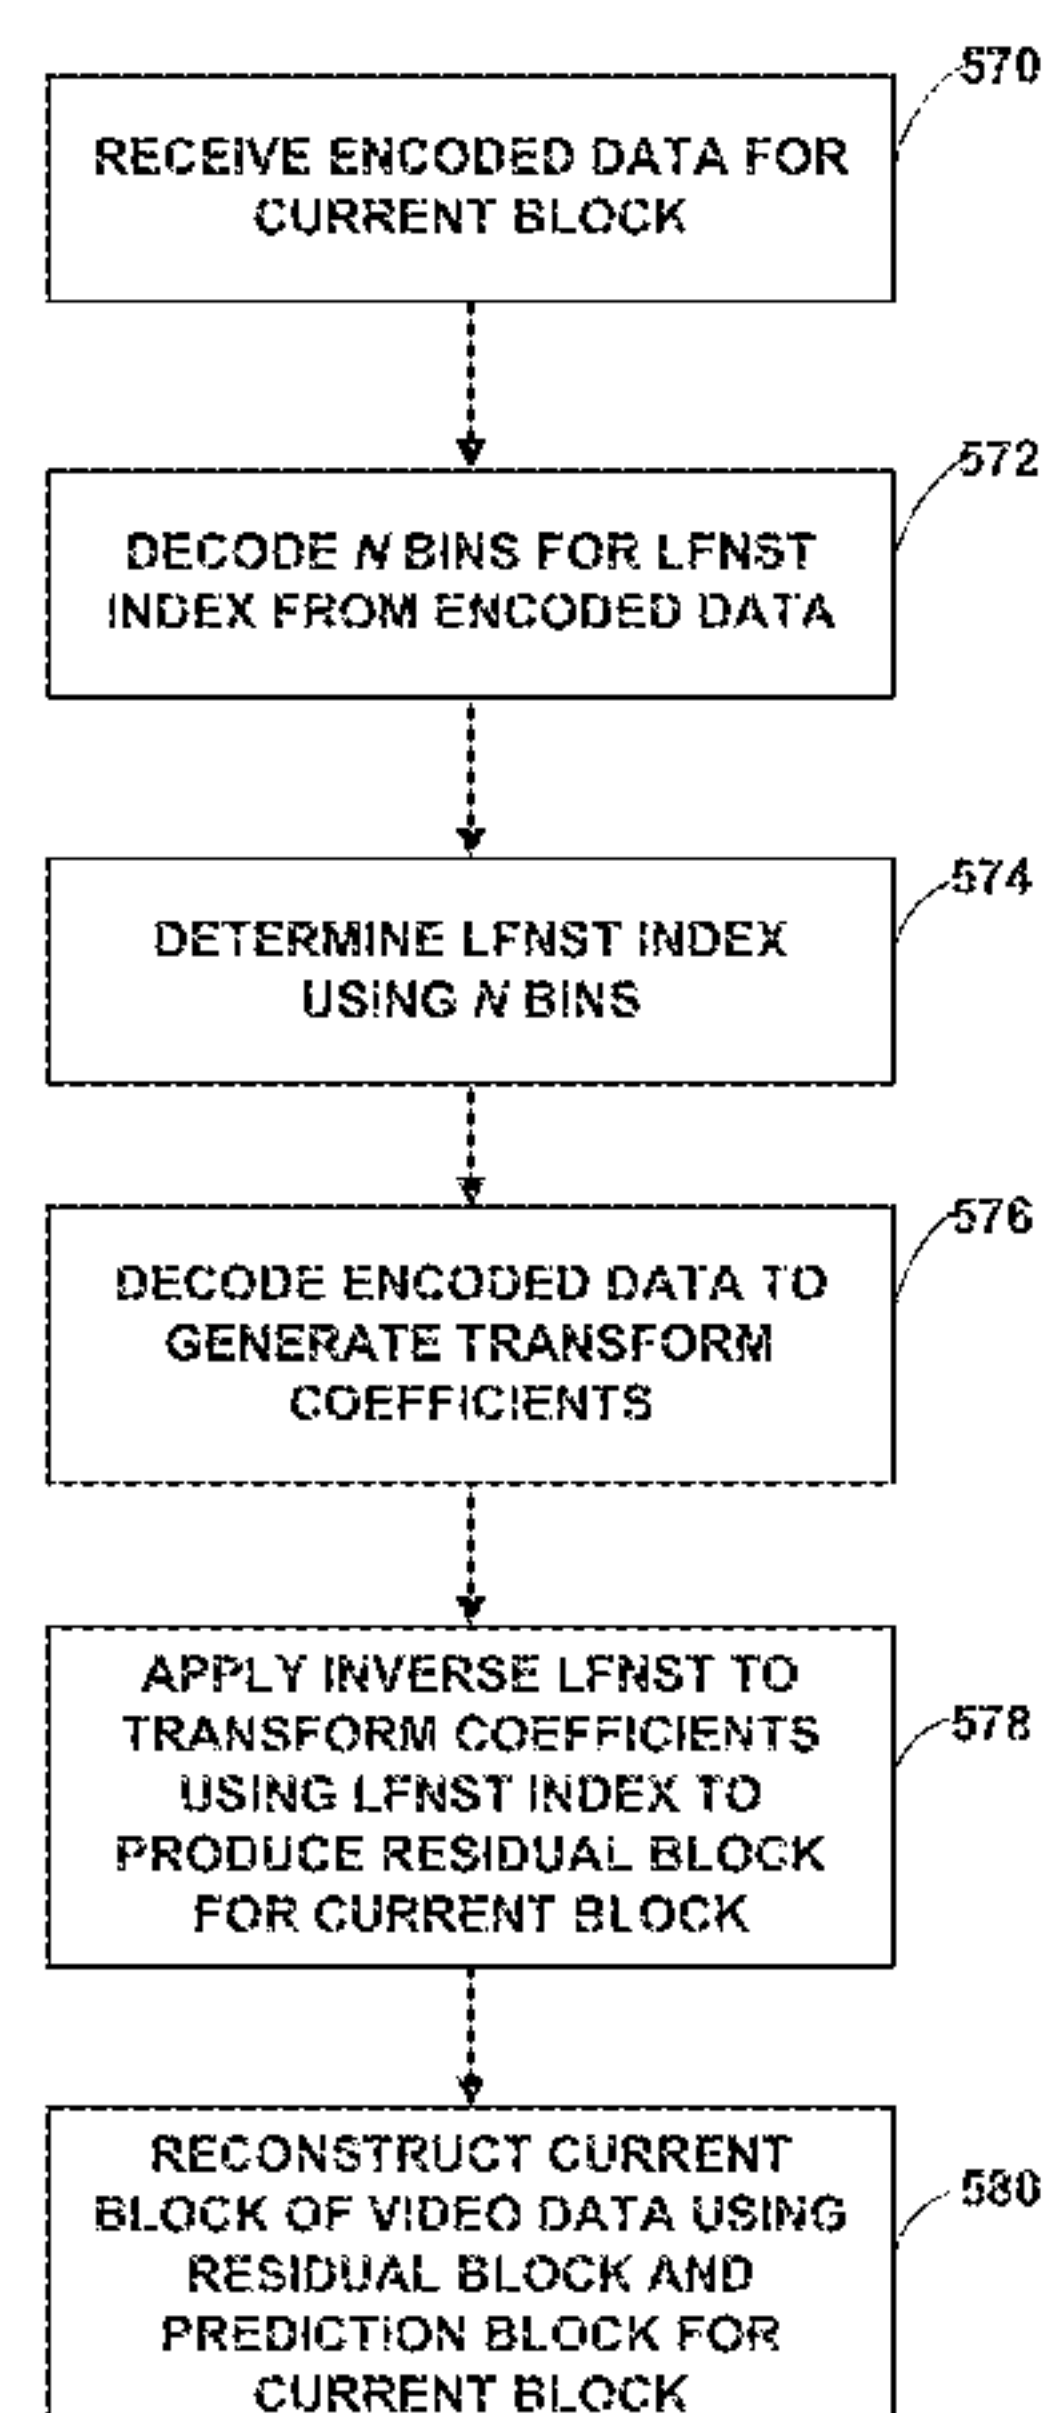 570
RECEIVE ENCODED DATA FOR
CURRENT BLOCK
572
DECODE N BINS FOR LFNST
INDEX FROM ENCODED DATA
574
DETERMINE LFNST INDEX
USING N BINS
576
DECODE ENCODED DATA TO
GENERATE TRANSFORM
COEFFICIENTS
578
APPLY INVERSE LFNST TO
TRANSFORM COEFFICIENTS
USING LFNST INDEX TO
PRODUCE RESIDUAL BLOCK
FOR CURRENT BLOCK
580
RECONSTRUCT CURRENT
BLOCK OF VIDEO DATA USING
RESIDUAL BLOCK AND
PREDICTION BLOCK FOR
CURRENT BLOCK